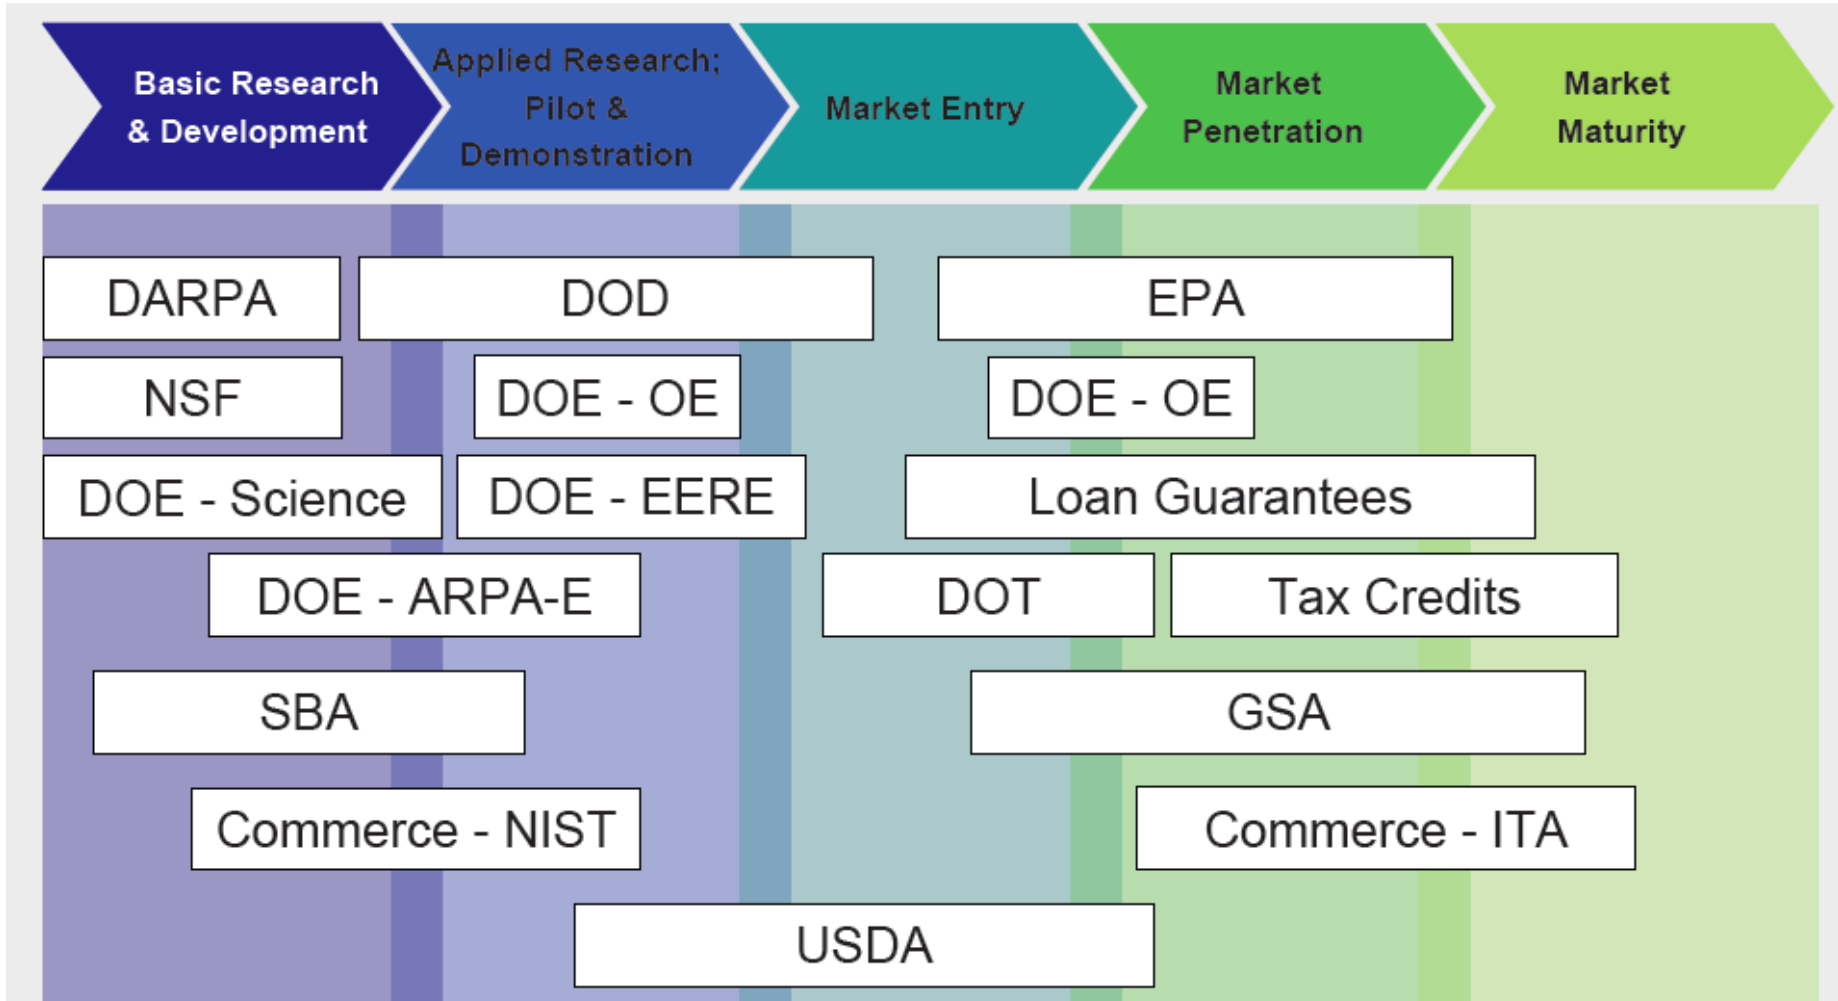 Basic Research
& Development
Applied Research;
Pilot &
Demonstration
Market Entry
Market
Penetration
Market
Maturity
DARPA
DOD
EPA
NSF
DOE - OE
DOE - OE
DOE - Science
DOE - EERE
Loan Guarantees
DOE - ARPA-E
DOT
Tax Credits
SBA
GSA
Commerce - NIST
Commerce - ITA
USDA